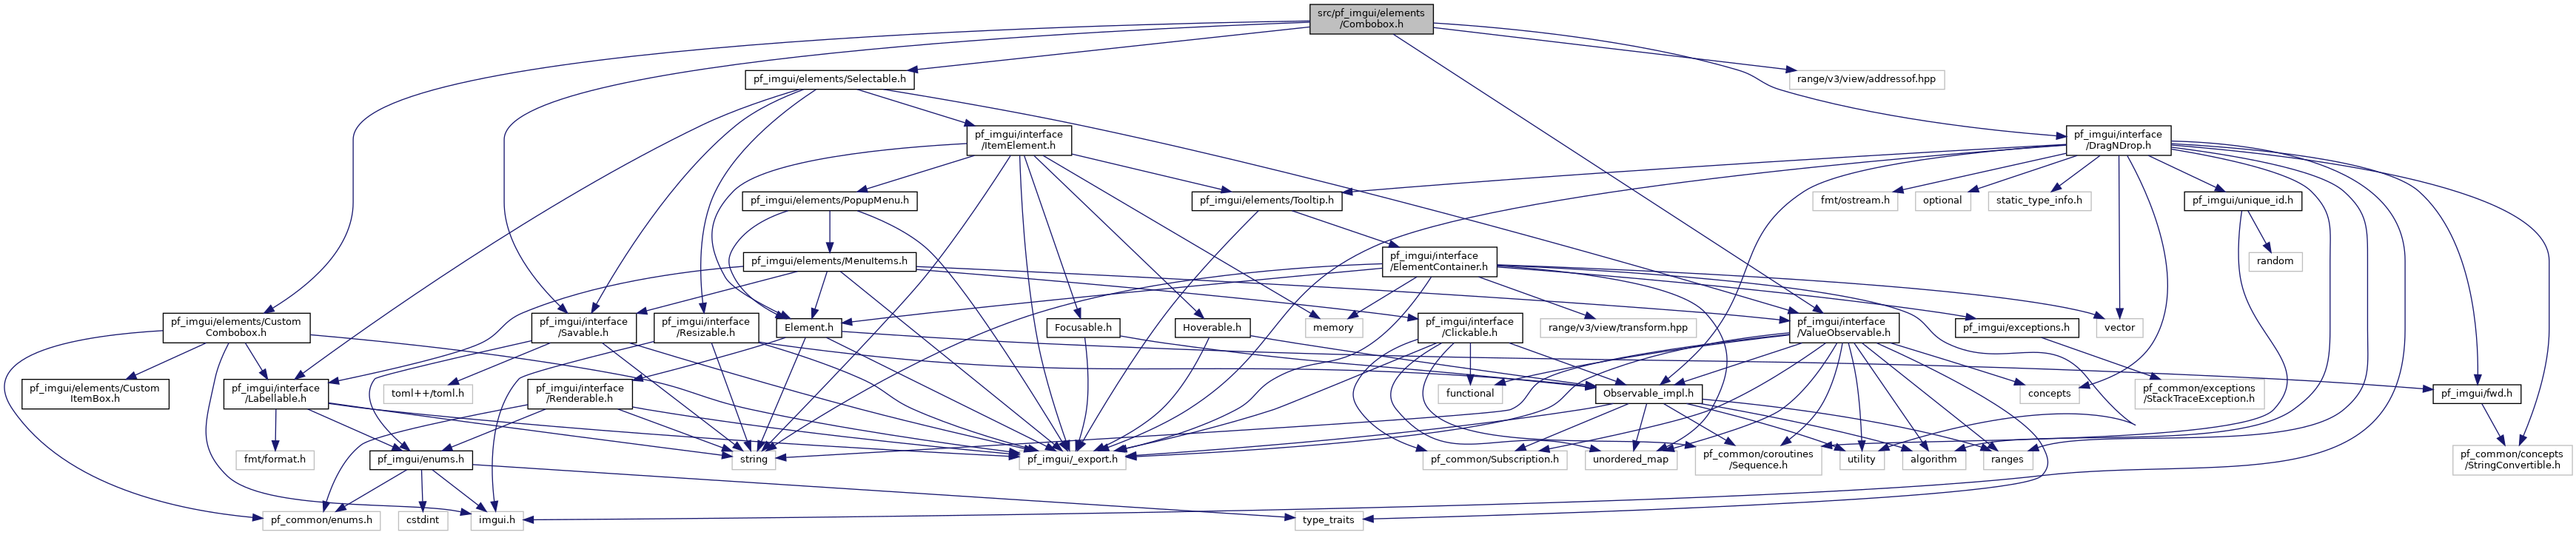 src/pf_imgui/elements
/Combobox.h
pf_imgui/elements/Selectable.h
range/v3/view/addressof.hpp
pf_imgui/interface
/ItemElement.h
pf_imgui/interface
/DragNDrop.h
pf_imgui/elements/PopupMenu.h
pf_imgui/elements/Tooltip.h
fmt/ostream.h
optional
static_type_info.h
pf_imgui/unique_id.h
pf_imgui/elements/MenuItems.h
pf_imgui/interface
/ElementContainer.h
random
pf_imgui/elements/Custom
Combobox.h
pf_imgui/interface
/Savable.h
pf_imgui/interface
/Resizable.h
Element.h
Focusable.h
Hoverable.h
memory
pf_imgui/interface
/Clickable.h
range/v3/view/transform.hpp
pf_imgui/interface
/ValueObservable.h
pf_imgui/exceptions.h
vector
pf_imgui/elements/Custom
ItemBox.h
pf_imgui/interface
/Labellable.h
toml++/toml.h
pf_imgui/interface
/Renderable.h
functional
Observable_impl.h
concepts
pf_common/exceptions
/StackTraceException.h
pf_imgui/fwd.h
fmt/format.h
pf_imgui/enums.h
string
pf_imgui/_export.h
pf_common/Subscription.h
unordered_map
pf_common/coroutines
/Sequence.h
utility
algorithm
ranges
pf_common/concepts
/StringConvertible.h
pf_common/enums.h
cstdint
imgui.h
type_traits